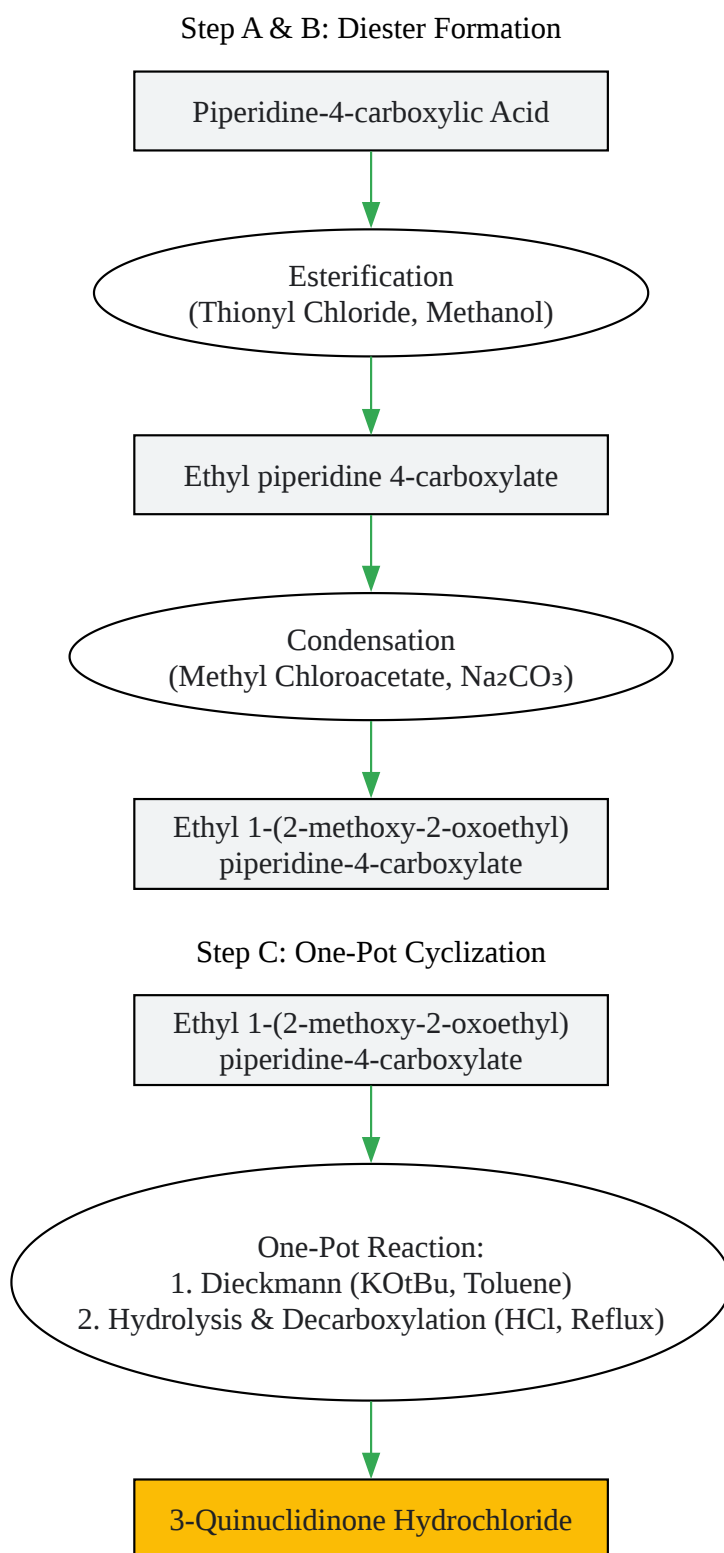 Step A & B: Diester Formation
Piperidine-4-carboxylic Acid
Esterification
(Thionyl Chloride, Methanol)
Ethyl piperidine 4-carboxylate
Condensation
(Methyl Chloroacetate, Na₂CO₃)
Ethyl 1-(2-methoxy-2-oxoethyl)
piperidine-4-carboxylate
Step C: One-Pot Cyclization
Ethyl 1-(2-methoxy-2-oxoethyl)
piperidine-4-carboxylate
One-Pot Reaction:
1. Dieckmann (KOtBu, Toluene)
2. Hydrolysis & Decarboxylation (HCl, Reflux)
3-Quinuclidinone Hydrochloride